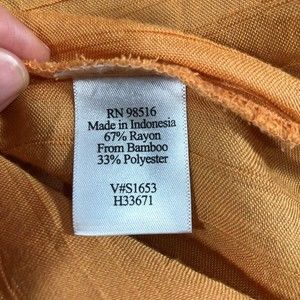 RN 98516
Made in Indonesia
67% Rayon
From Bamboo
33% Polyester
V#S1653
H33671